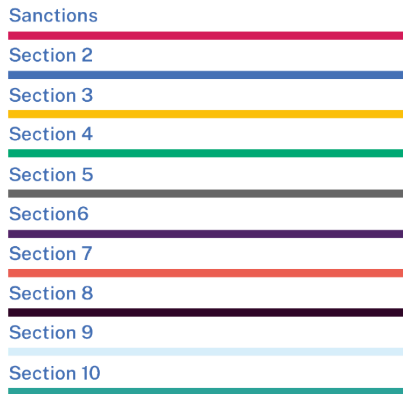 Sanctions
Section 2
Section 3
Section 4
Section 5
Section6
Section 7
Section 8
Section 9
Section 10